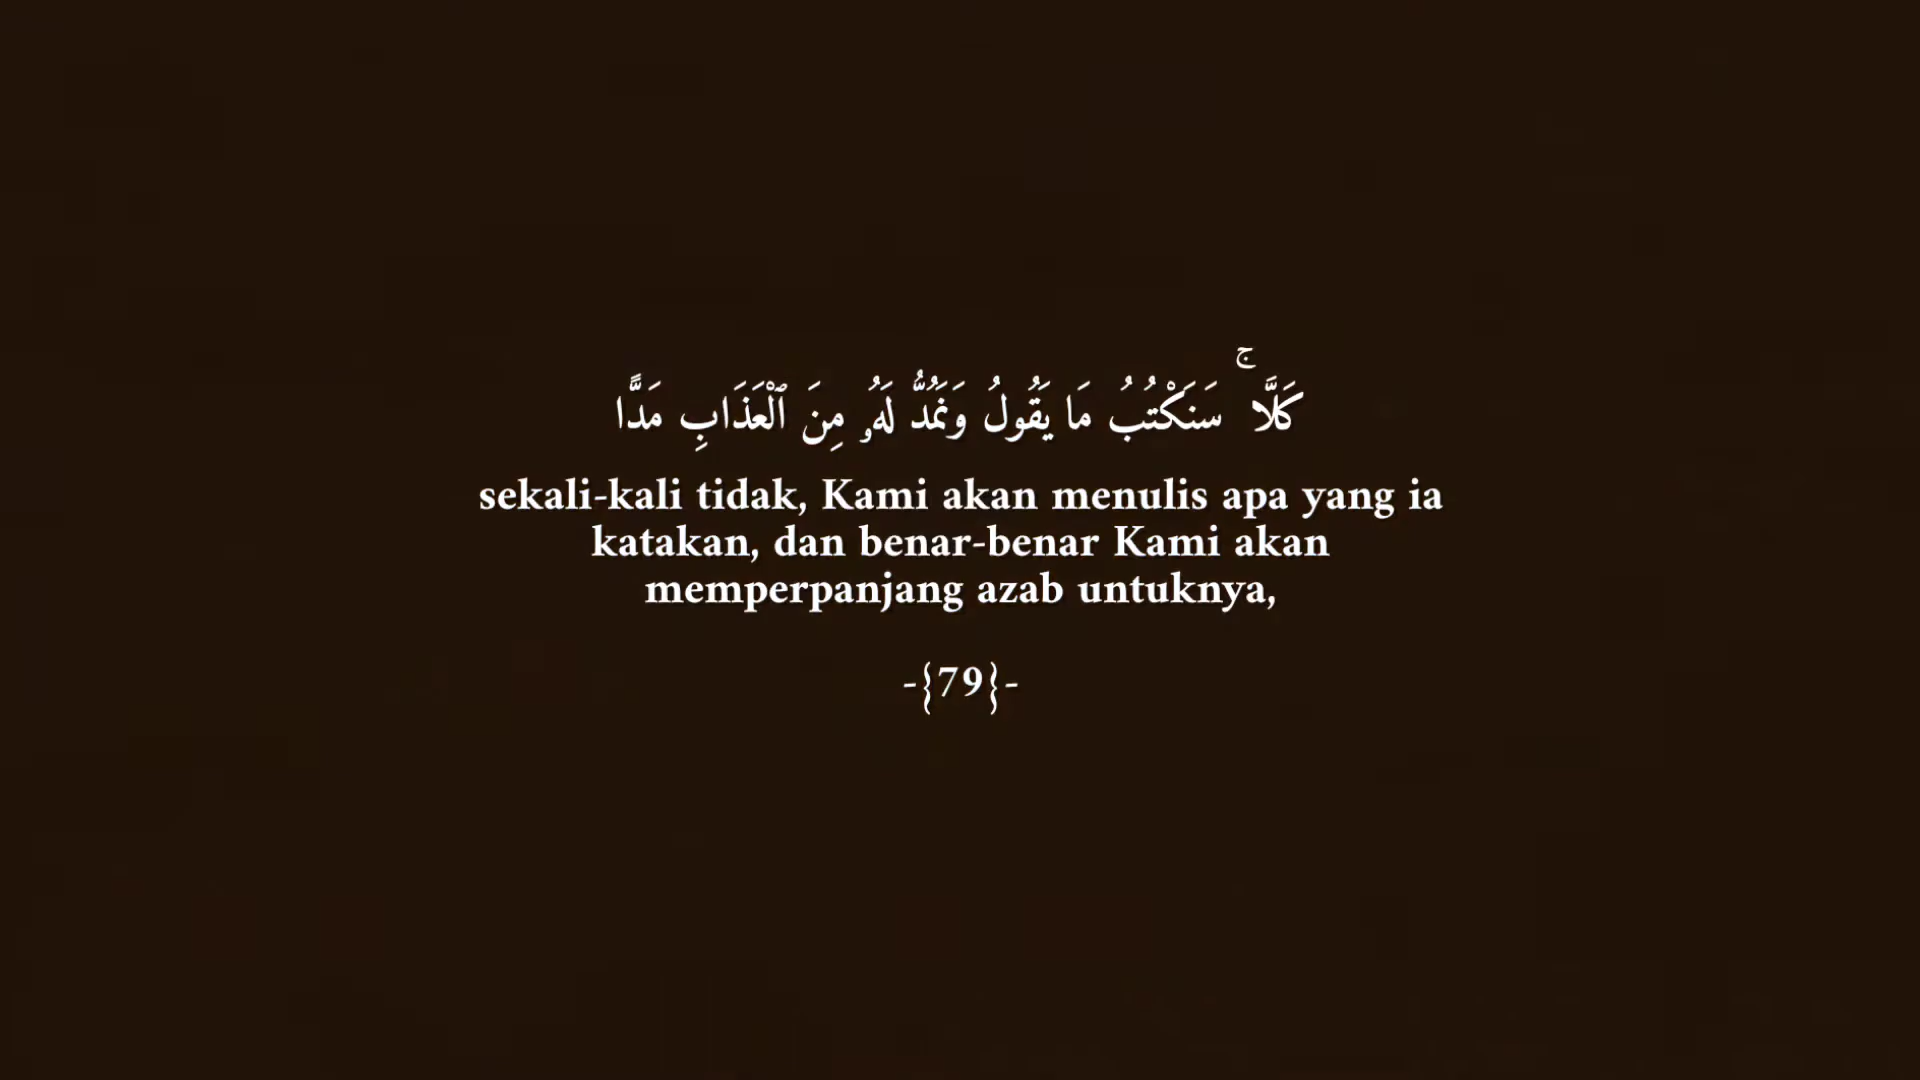 كَلَّا ۚ سَنَكْتُبُ مَا يَقُولُ وَنَمُدُّ لَهُۥ مِنَ ٱلْعَذَابِ مَدًّا
sekali-kali tidak, Kami akan menulis apa yang ia
katakan, dan benar-benar Kami akan
memperpanjang azab untuknya,
-{79}-